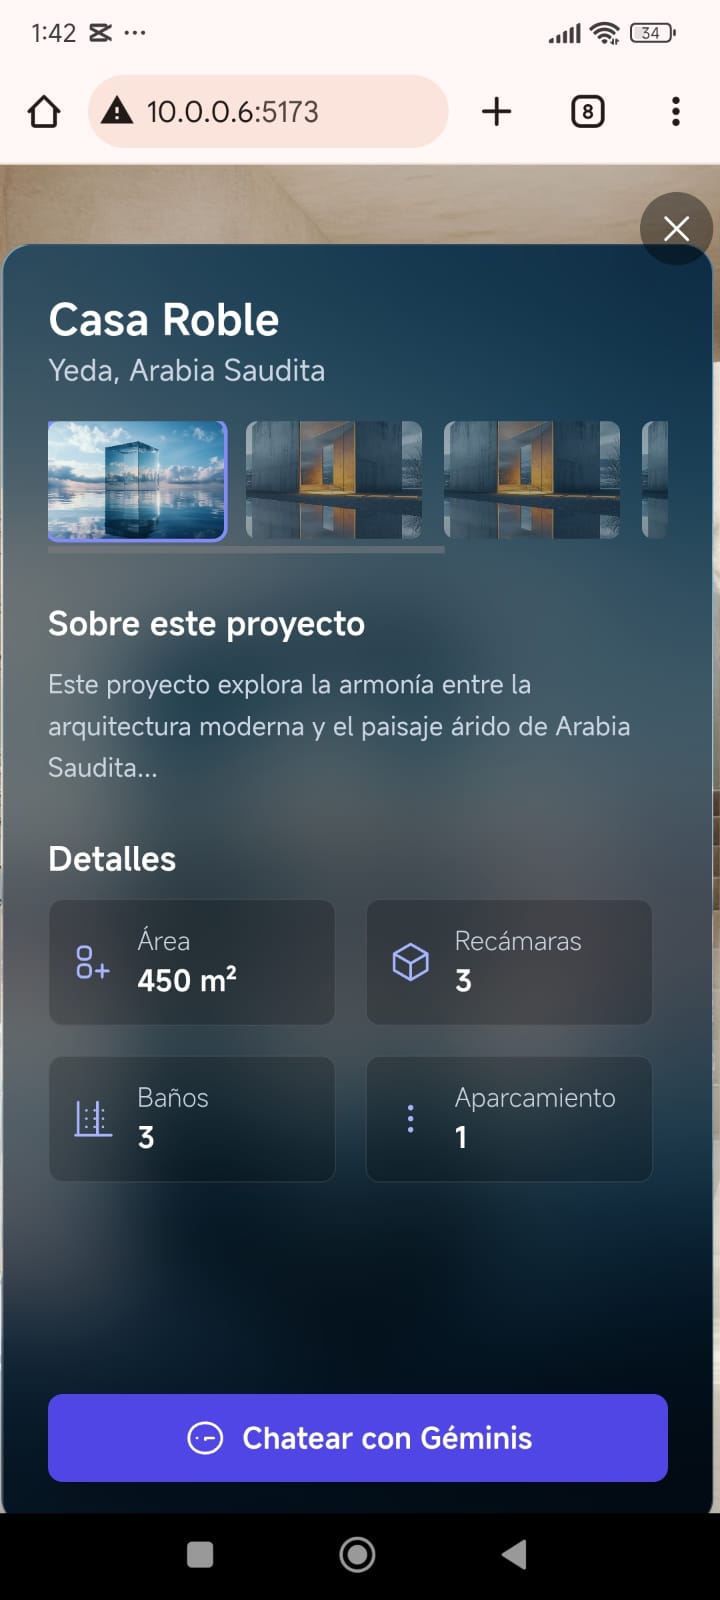 1:42
34
10.0.0.6:5173
8
Casa Roble
Yeda, Arabia Saudita
Sobre este proyecto
Este proyecto explora la armonía entre la
arquitectura moderna y el paisaje árido de Arabia
Saudita...
Detalles
Área
450 m²
Recámaras
3
Baños
3
Aparcamiento
1
Chatear con Géminis